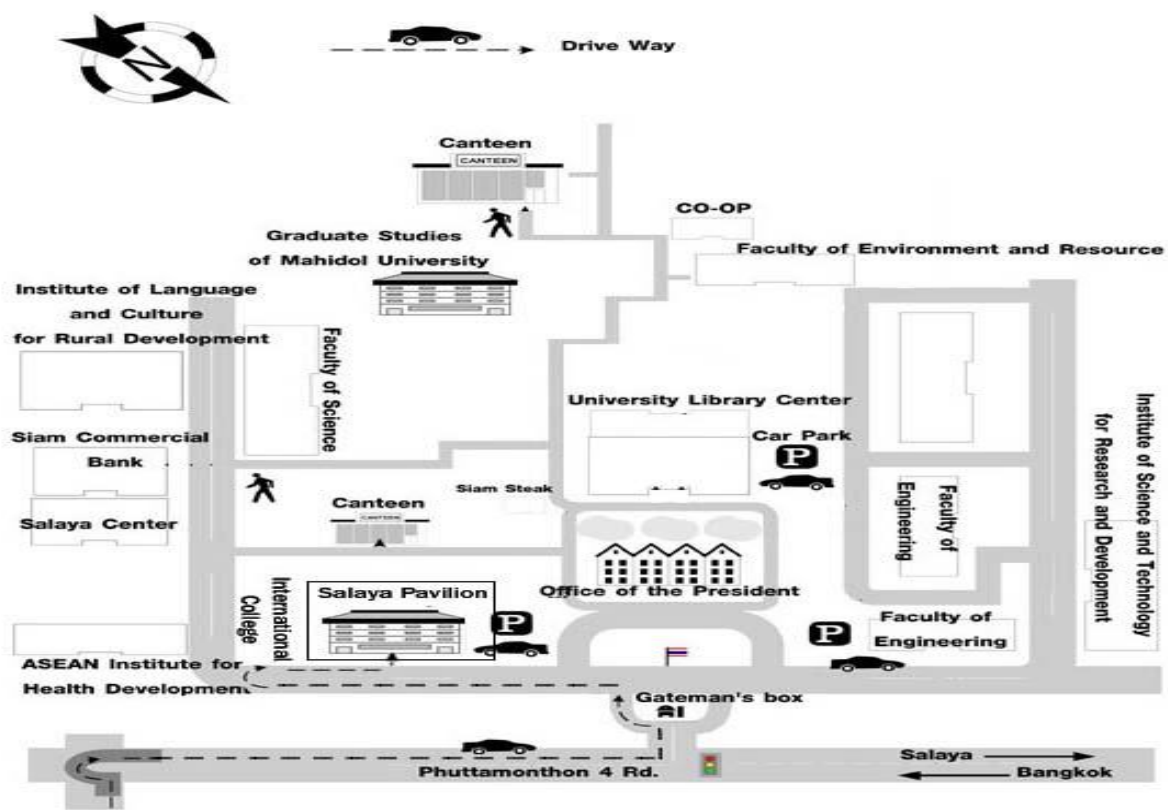 N
Drive Way
Canteen
CANTEEN
CO-OP
Graduate Studies
of Mahidol University
Faculty of Environment and Resource
Institute of Language
and Culture
for Rural Development
Faculty of Science
University Library Center
Car Park
P
Siam Commercial
Bank
Siam Steak
Canteen
CANTEEN
Salaya Center
Faculty of
Engineering
Institute of Science and Technology
for Research and Development
International
College
Salaya Pavilion
P
Office of the President
P
Faculty of
Engineering
ASEAN Institute for
Health Development
Gateman's box
Phuttamonthon 4 Rd.
Salaya
Bangkok